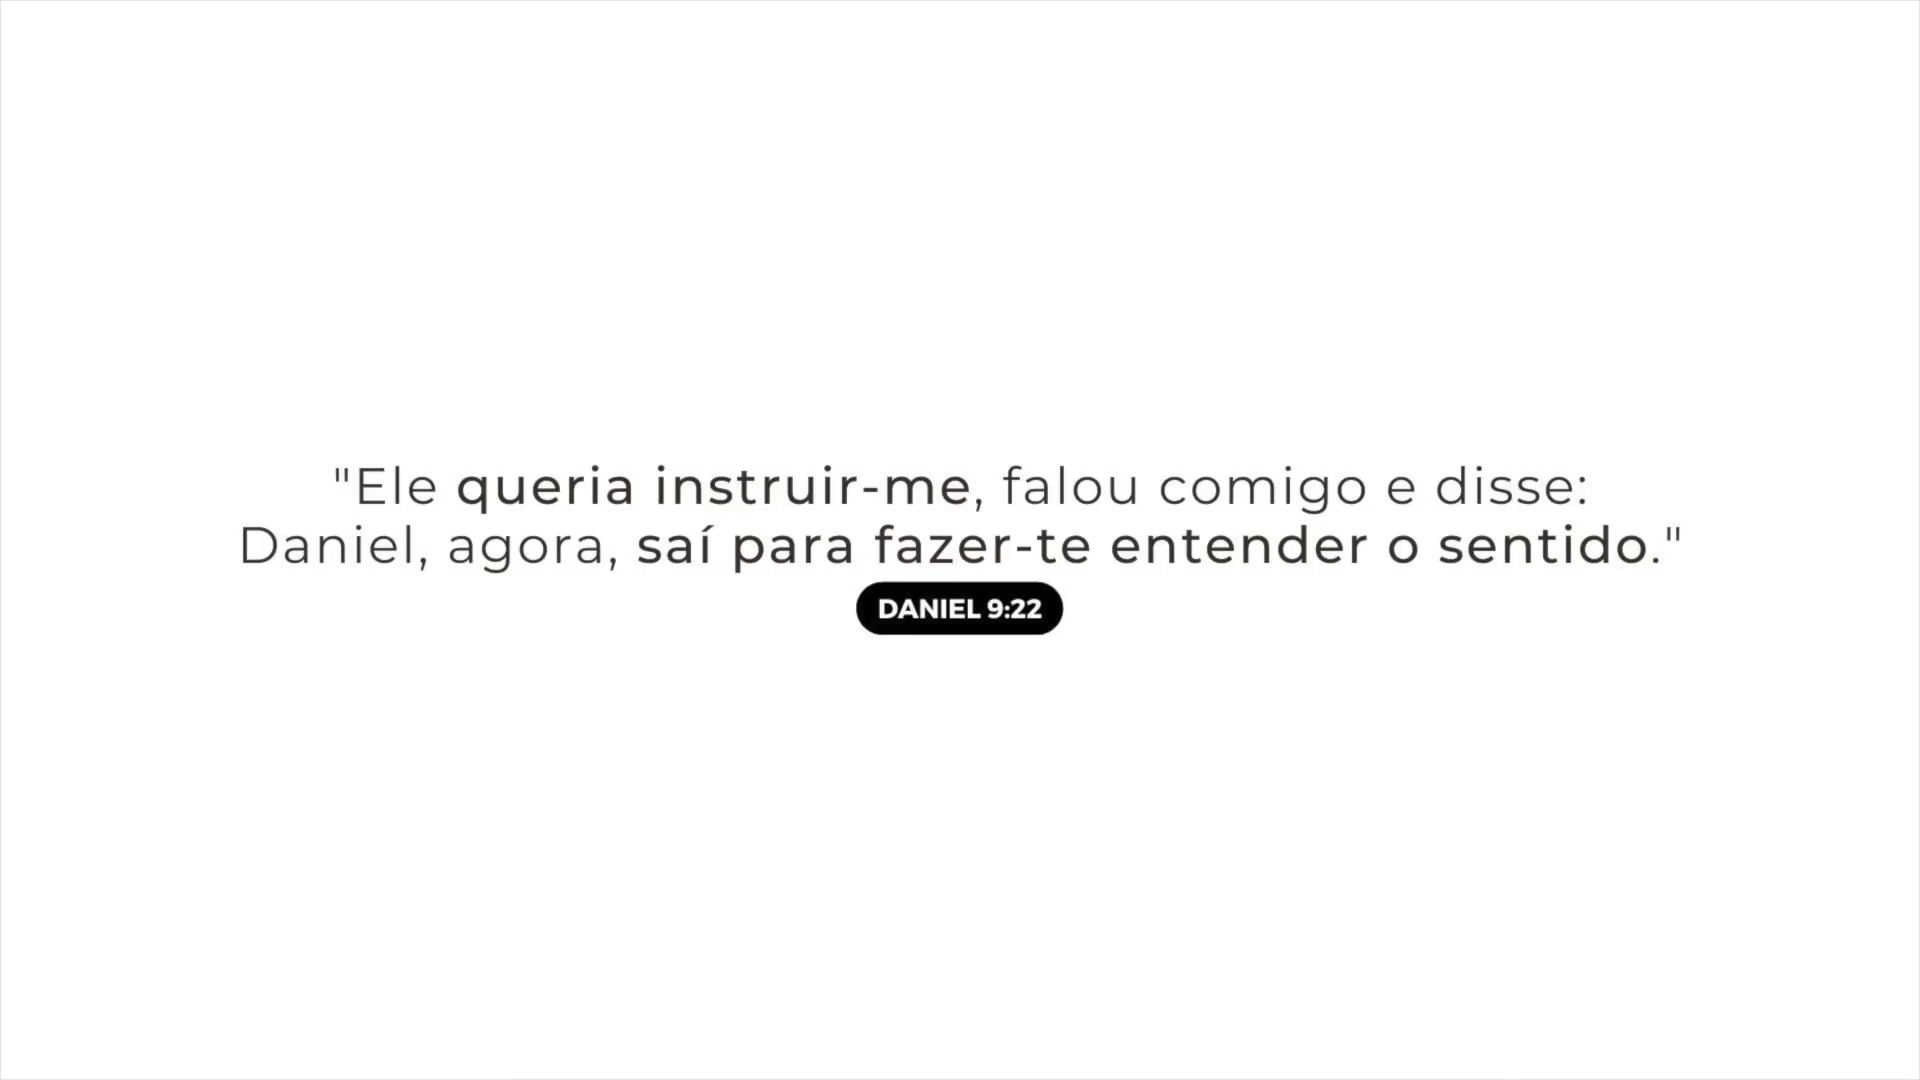 "Ele queria instruir-me, falou comigo e disse:
Daniel, agora, saí para fazer-te entender o sentido."
DANIEL 9:22